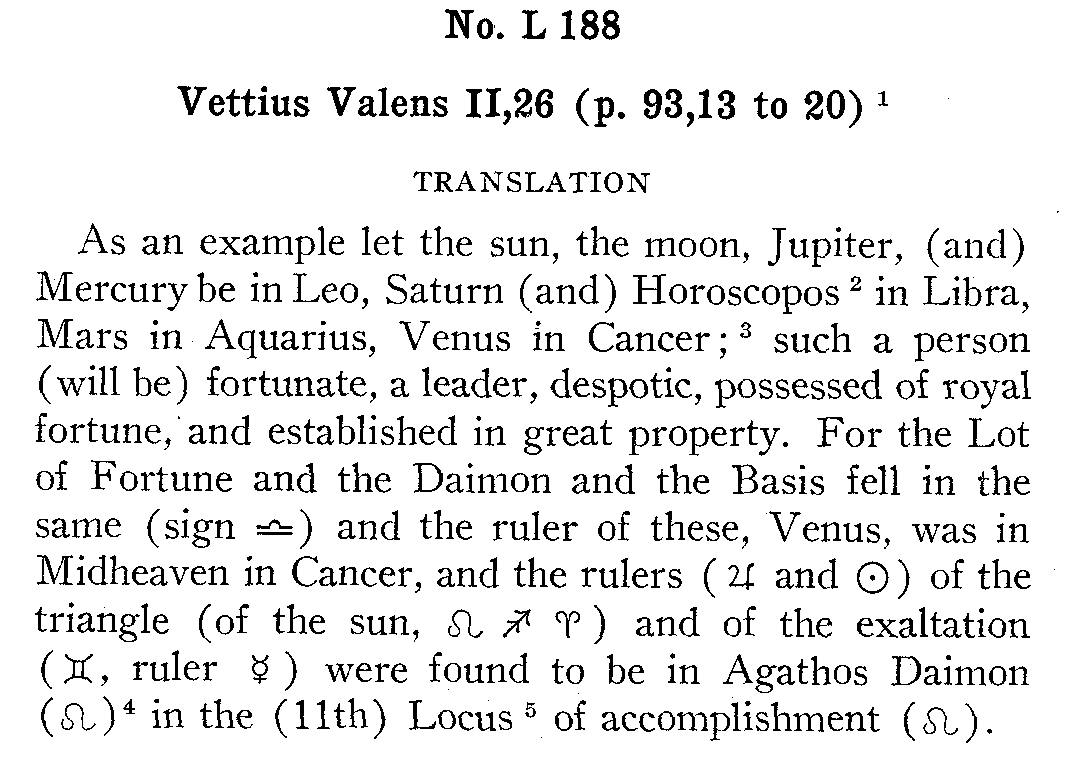 No. L 188
Vettius Valens II,26 (p. 93,13 to 20) ¹
TRANSLATION
As an example let the sun, the moon, Jupiter, (and)
Mercury be in Leo, Saturn (and) Horoscopos ² in Libra,
Mars in Aquarius, Venus in Cancer; ³ such a person
(will be) fortunate, a leader, despotic, possessed of royal
fortune, and established in great property. For the Lot
of Fortune and the Daimon and the Basis fell in the
same (sign ♎) and the ruler of these, Venus, was in
Midheaven in Cancer, and the rulers (♃ and ☉) of the
triangle (of the sun, ♌ ♐ ♈) and of the exaltation
(♊, ruler ☿) were found to be in Agathos Daimon
(♌)⁴ in the (11th) Locus ⁵ of accomplishment (♌).